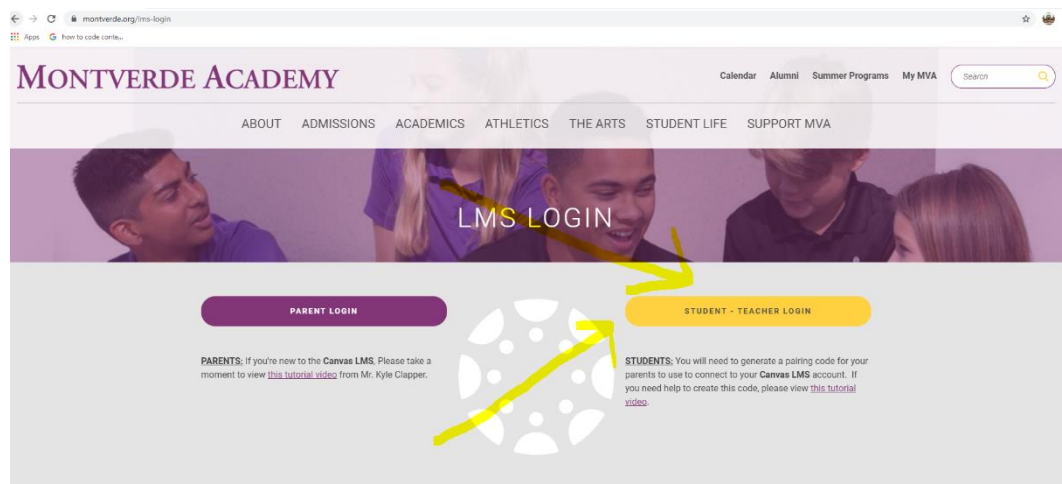 montverde.org/lms-login
Apps how to code conte...
MONTVERDE ACADEMY
Calendar Alumni Summer Programs My MVA Search
ABOUT ADMISSIONS ACADEMICS ATHLETICS THE ARTS STUDENT LIFE SUPPORT MVA
LMS LOGIN
PARENT LOGIN
PARENTS: If you're new to the Canvas LMS, Please take a
moment to view this tutorial video from Mr. Kyle Clapper.
STUDENT - TEACHER LOGIN
STUDENTS: You will need to generate a pairing code for your
parents to use to connect to your Canvas LMS account. If
you need help to create this code, please view this tutorial
video.